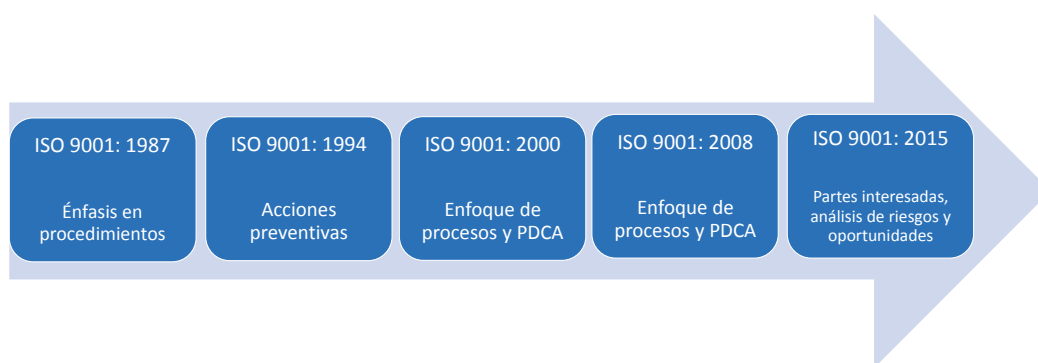 ISO 9001: 1987
Énfasis en
procedimientos
ISO 9001: 1994
Acciones
preventivas
ISO 9001: 2000
Enfoque de
procesos y PDCA
ISO 9001: 2008
Enfoque de
procesos y PDCA
ISO 9001: 2015
Partes interesadas,
análisis de riesgos y
oportunidades